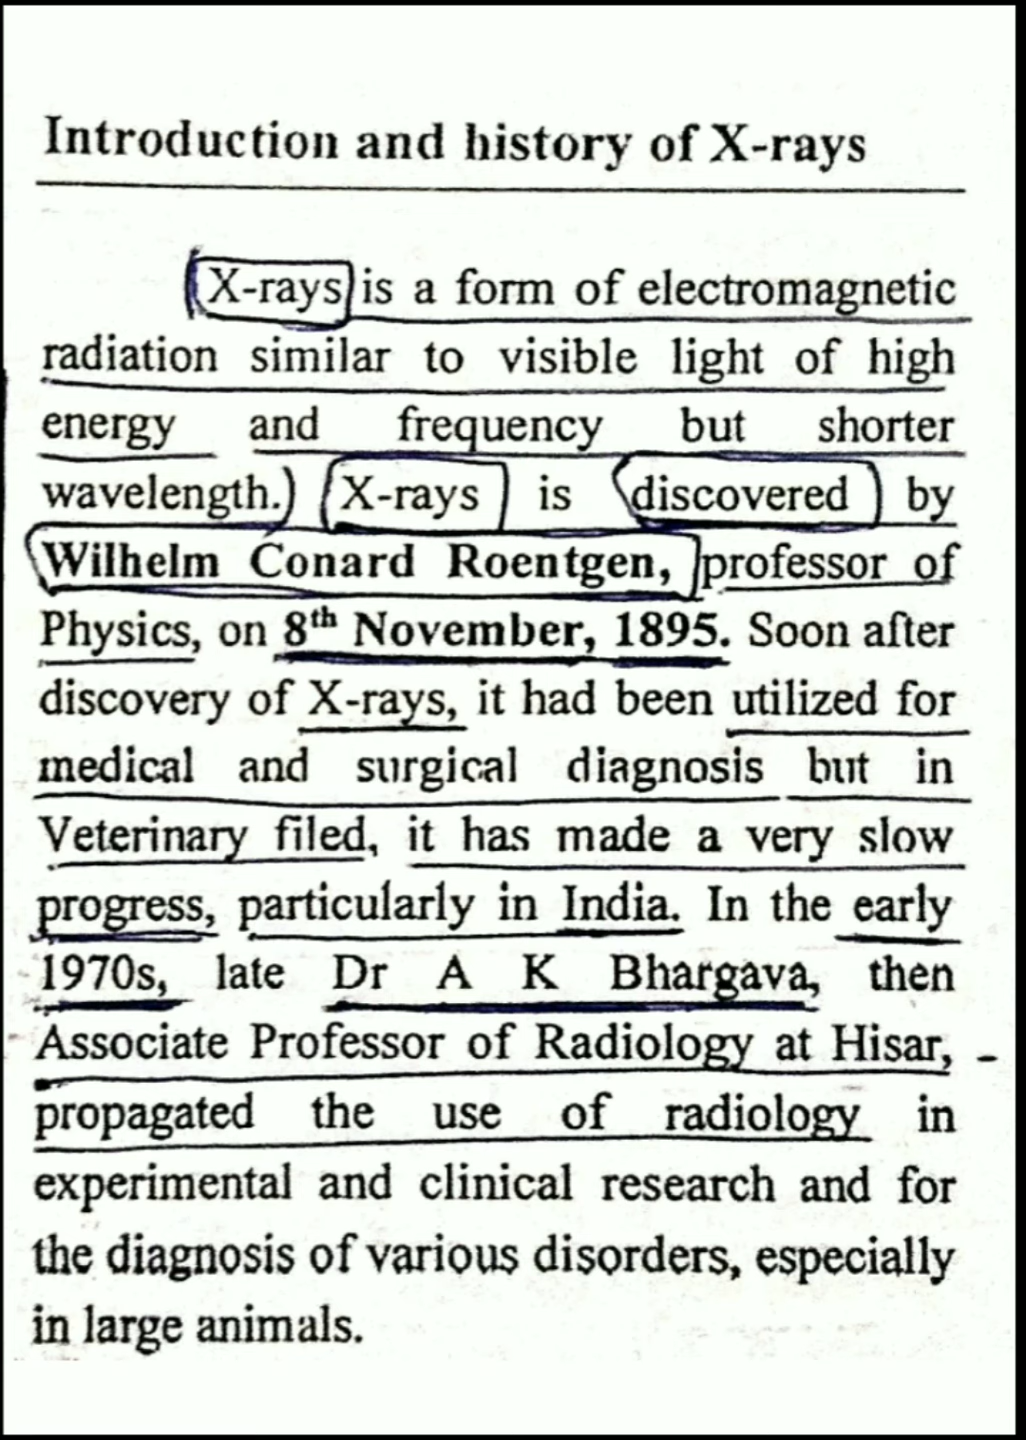 Introduction and history of X-rays
X-rays is a form of electromagnetic
radiation similar to visible light of high
energy and frequency but shorter
wavelength.) X-rays is discovered by
Wilhelm Conard Roentgen, professor of
Physics, on 8th November, 1895. Soon after
discovery of X-rays, it had been utilized for
medical and surgical diagnosis but in
Veterinary filed, it has made a very slow
progress, particularly in India. In the early
1970s, late Dr A K Bhargava, then
Associate Professor of Radiology at Hisar,
propagated the use of radiology in
experimental and clinical research and for
the diagnosis of various disorders, especially
in large animals.